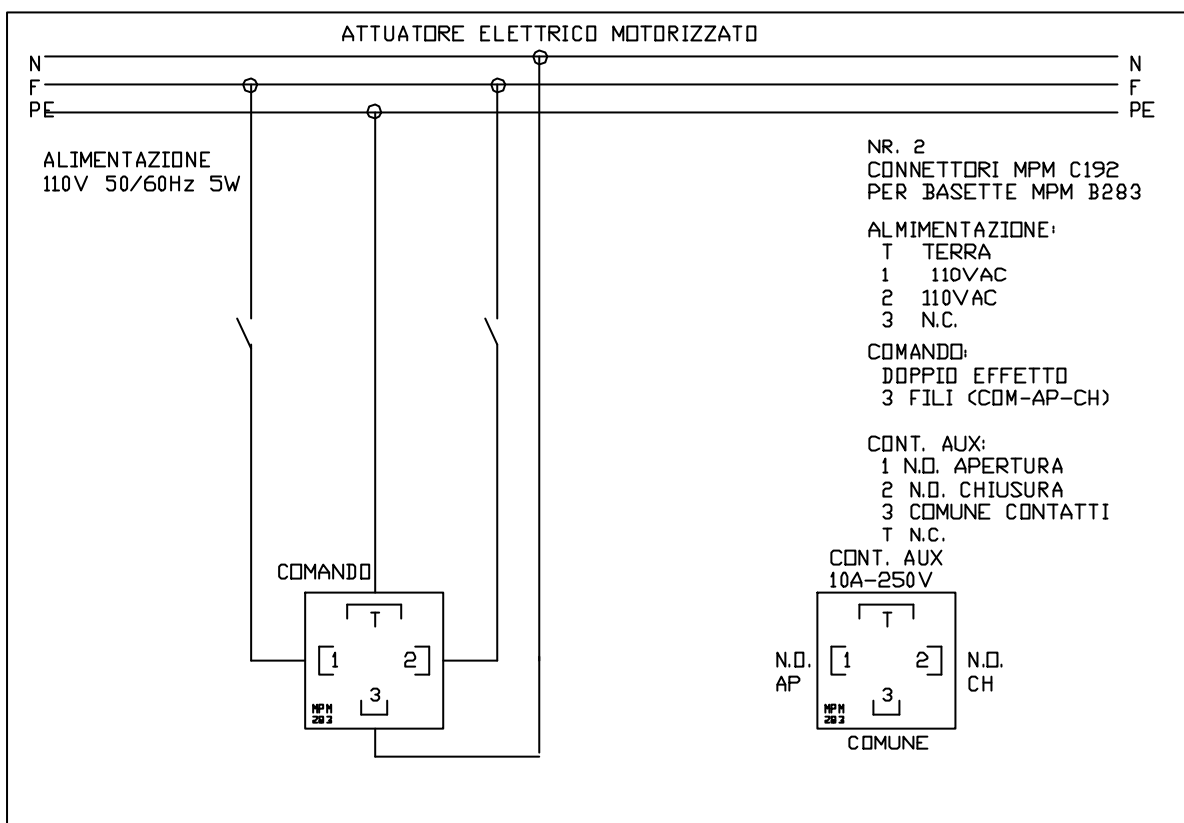 ATTUATORE ELETTRICO MOTORIZZATO
N
F
PE
N
F
PE
ALIMENTAZIONE
110V 50/60Hz 5W
NR. 2
CONNETTORI MPM C192
PER BASETTE MPM B283
ALMIMENTAZIONE:
T TERRA
1 110VAC
2 110VAC
3 N.C.
COMANDO:
DOPPIO EFFETTO
3 FILI (COM-AP-CH)
CONT. AUX:
1 N.O. APERTURA
2 N.O. CHIUSURA
3 COMUNE CONTATTI
T N.C.
COMANDO
T
1 2
3
MPM
283
CONT. AUX
10A-250V
T
N.O.
AP
1 2
N.O.
CH
3
MPM
283
COMUNE